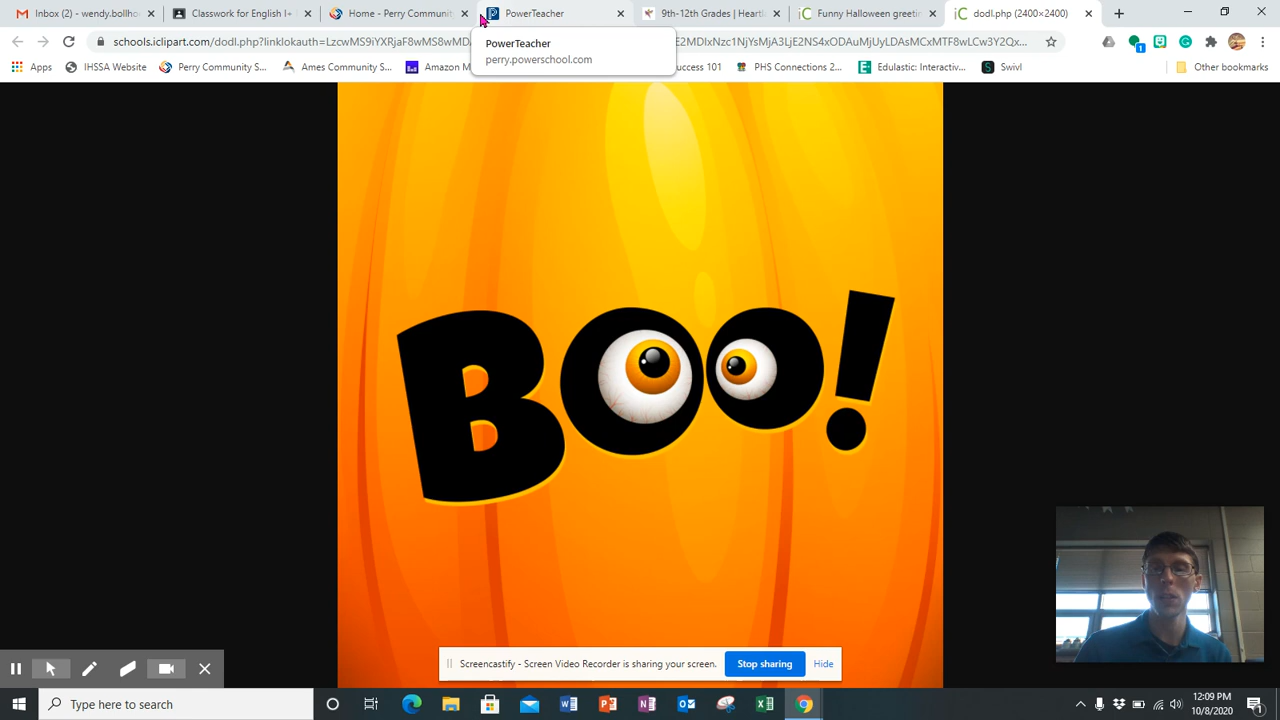 Inbox (2) - wendy.bollho
Classwork for English I+
Home - Perry Communit
PowerTeacher
9th-12th Grades | Heartl
Funny Halloween greetin
dodl.php (2400×2400)
PowerTeacher
perry.powerschool.com
Apps
IHSSA Website
Perry Community S...
Ames Community S...
Amazon M
uccess 101
PHS Connections 2...
Edulastic: Interactiv...
Swivl
Other bookmarks
BOO!
Screencastify - Screen Video Recorder is sharing your screen.
Stop sharing
Hide
Type here to search
12:09 PM
10/8/2020